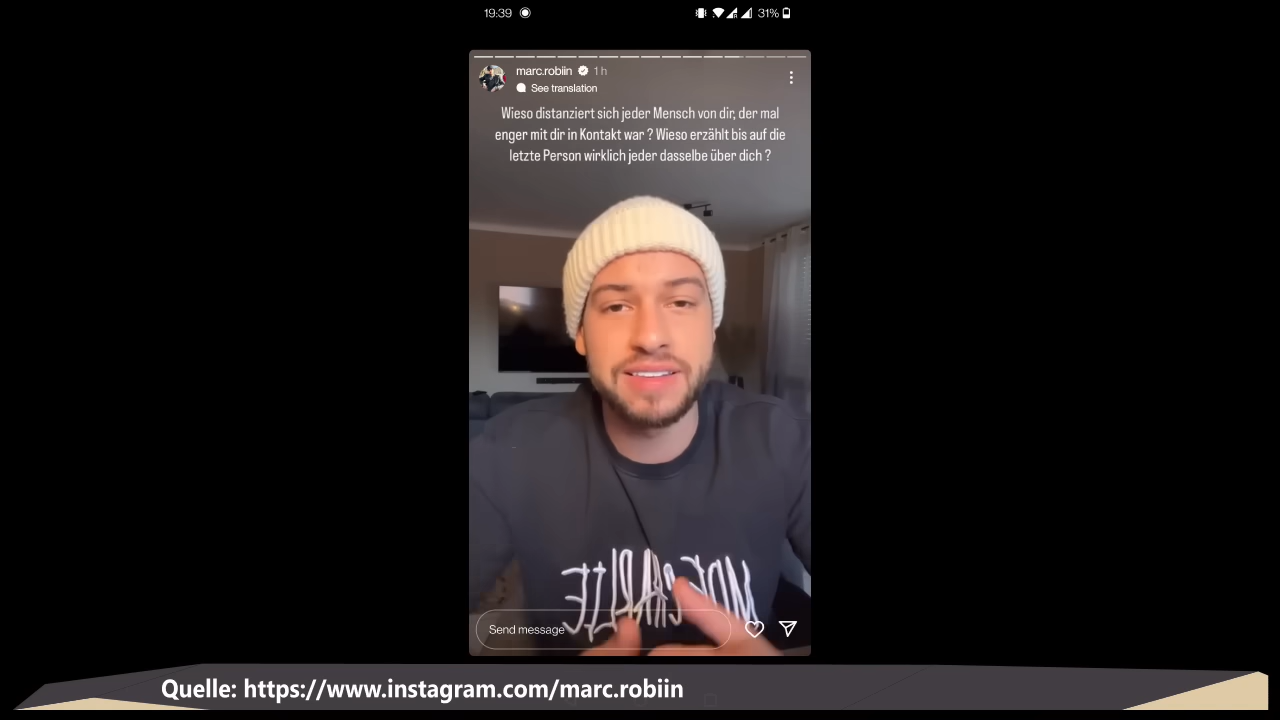 19:39
31%
marc.robiin 1 h
See translation
Wieso distanziert sich jeder Mensch von dir, der mal
enger mit dir in Kontakt war ? Wieso erzählt bis auf die
letzte Person wirklich jeder dasselbe über dich ?
Send message
Quelle: https://www.instagram.com/marc.robiin